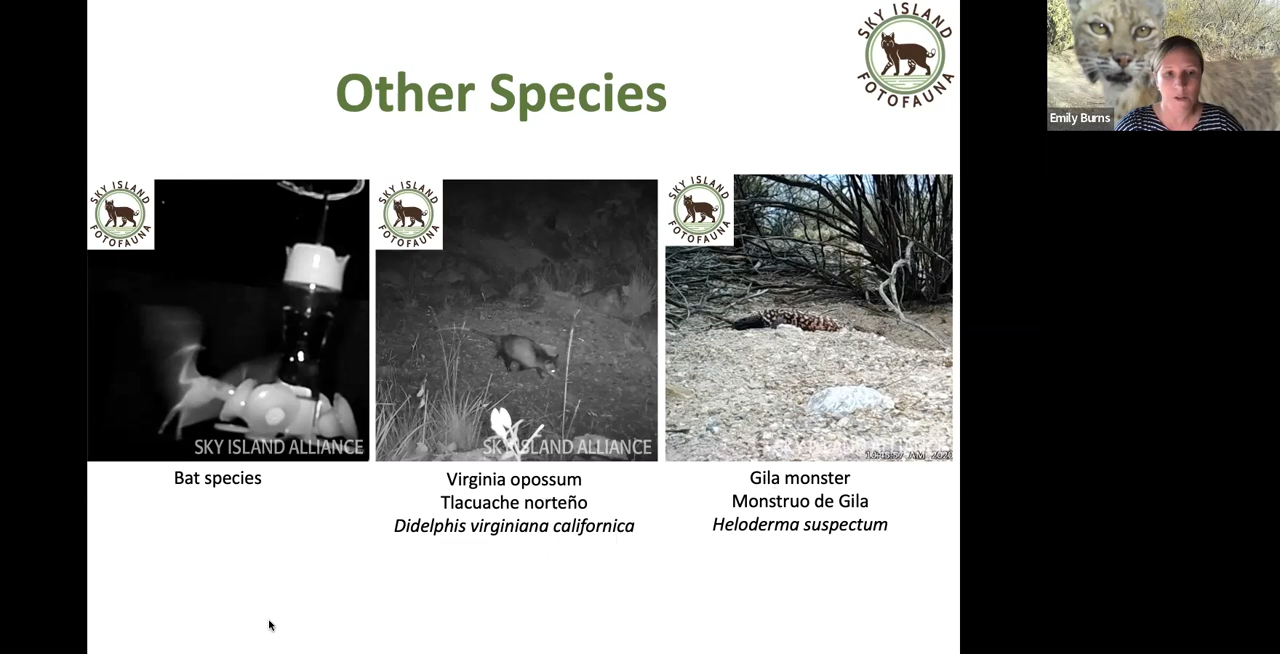 SKY ISLAND
FOTOFAUNA
Emily Burns
Other Species
SKY ISLAND
FOTOFAUNA
SKY ISLAND ALLIANCE
SKY ISLAND
FOTOFAUNA
SKY ISLAND ALLIANCE
SKY ISLAND
FOTOFAUNA
Bat species
Virginia opossum
Tlacuache norteño
Didelphis virginiana californica
Gila monster
Monstruo de Gila
Heloderma suspectum